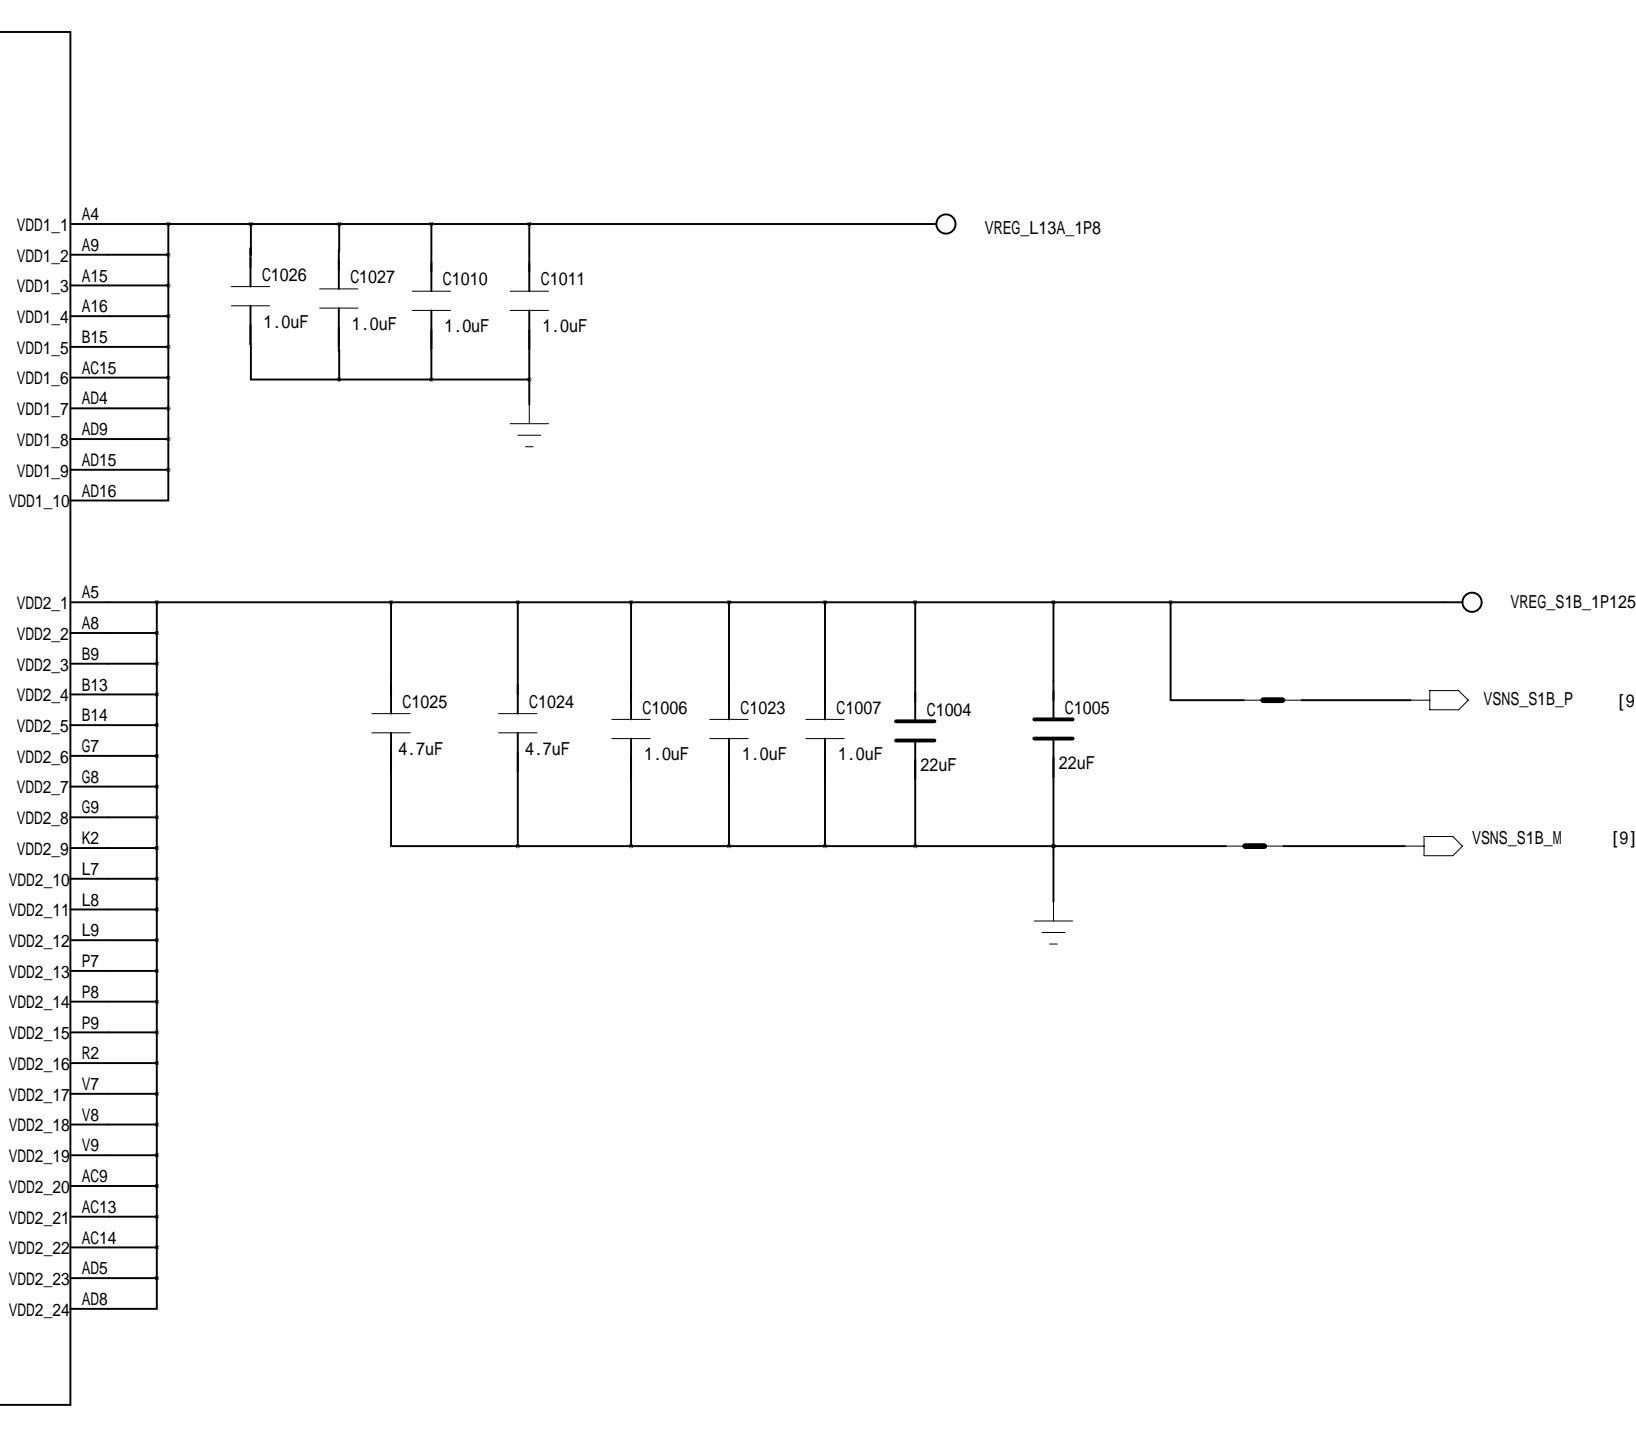 VDD1_1 A4
VREG_L13A_1P8
VDD1_2 A9
VDD1_3 A15
C1026 C1027 C1010 C1011
VDD1_4 A16
1.0uF 1.0uF 1.0uF 1.0uF
VDD1_5 B15
VDD1_6 AC15
VDD1_7 AD4
VDD1_8 AD9
VDD1_9 AD15
VDD1_10 AD16
VDD2_1 A5
VREG_S1B_1P125
VDD2_2 A8
VDD2_3 B9
VDD2_4 B13
C1025 C1024 C1006 C1023 C1007 C1004 C1005
VSNS_S1B_P [9
VDD2_5 B14
4.7uF 4.7uF 1.0uF 1.0uF 1.0uF 22uF 22uF
VDD2_6 G7
VDD2_7 G8
VDD2_8 G9
VSNS_S1B_M [9]
VDD2_9 K2
VDD2_10 L7
VDD2_11 L8
VDD2_12 L9
VDD2_13 P7
VDD2_14 P8
VDD2_15 P9
VDD2_16 R2
VDD2_17 V7
VDD2_18 V8
VDD2_19 V9
VDD2_20 AC9
VDD2_21 AC13
VDD2_22 AC14
VDD2_23 AD5
VDD2_24 AD8